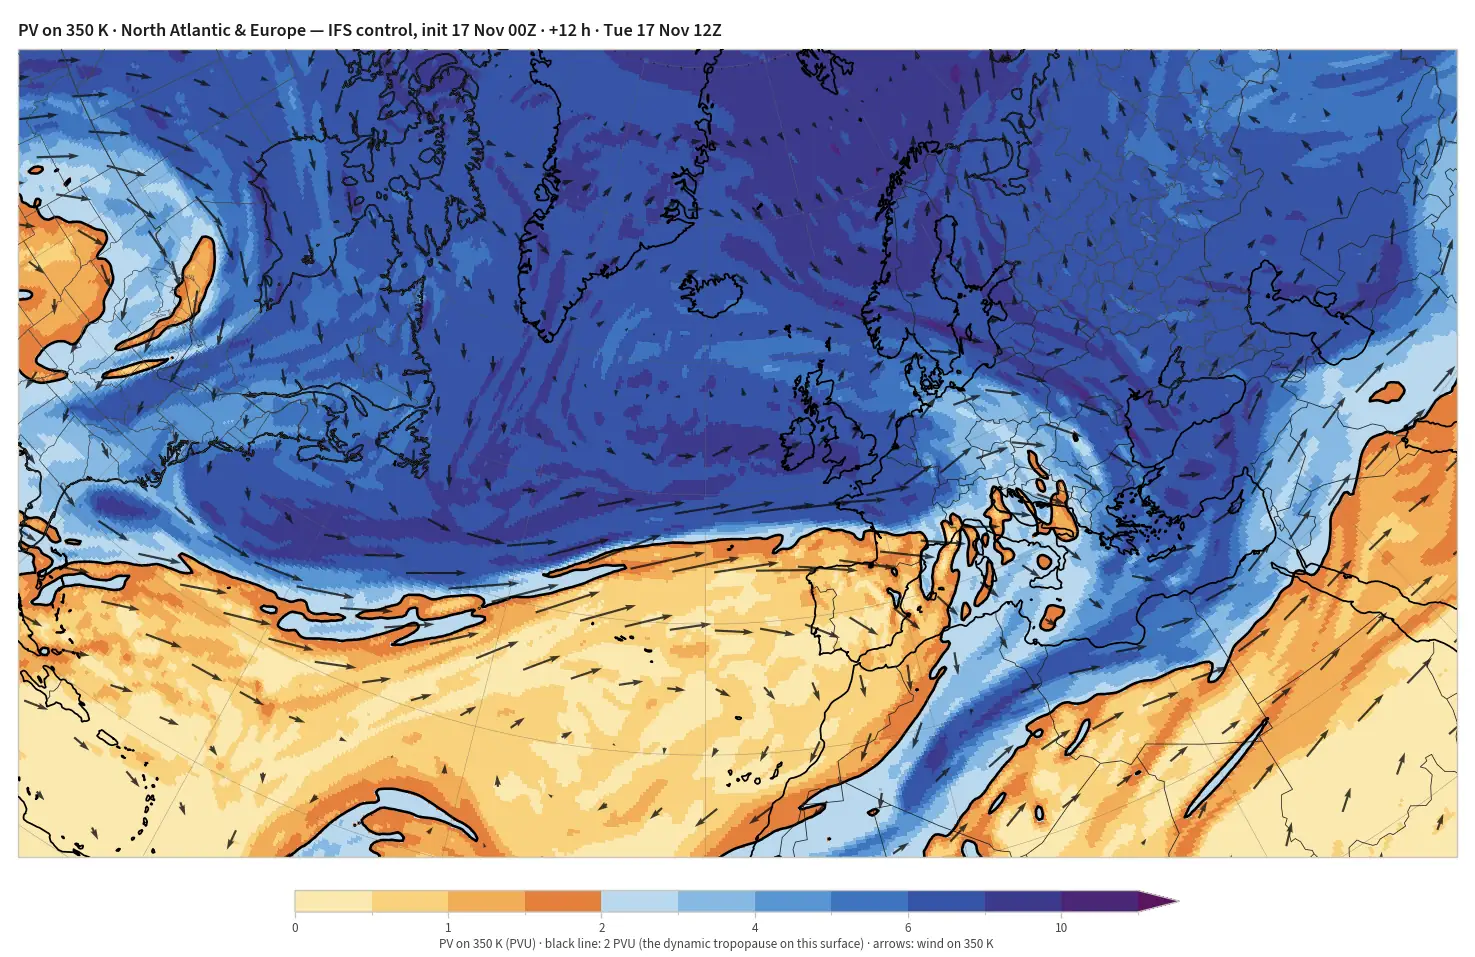 PV on 350 K · North Atlantic & Europe — IFS control, init 17 Nov 00Z · +12 h · Tue 17 Nov 12Z
0 1 2 4 6 10
PV on 350 K (PVU) · black line: 2 PVU (the dynamic tropopause on this surface) · arrows: wind on 350 K